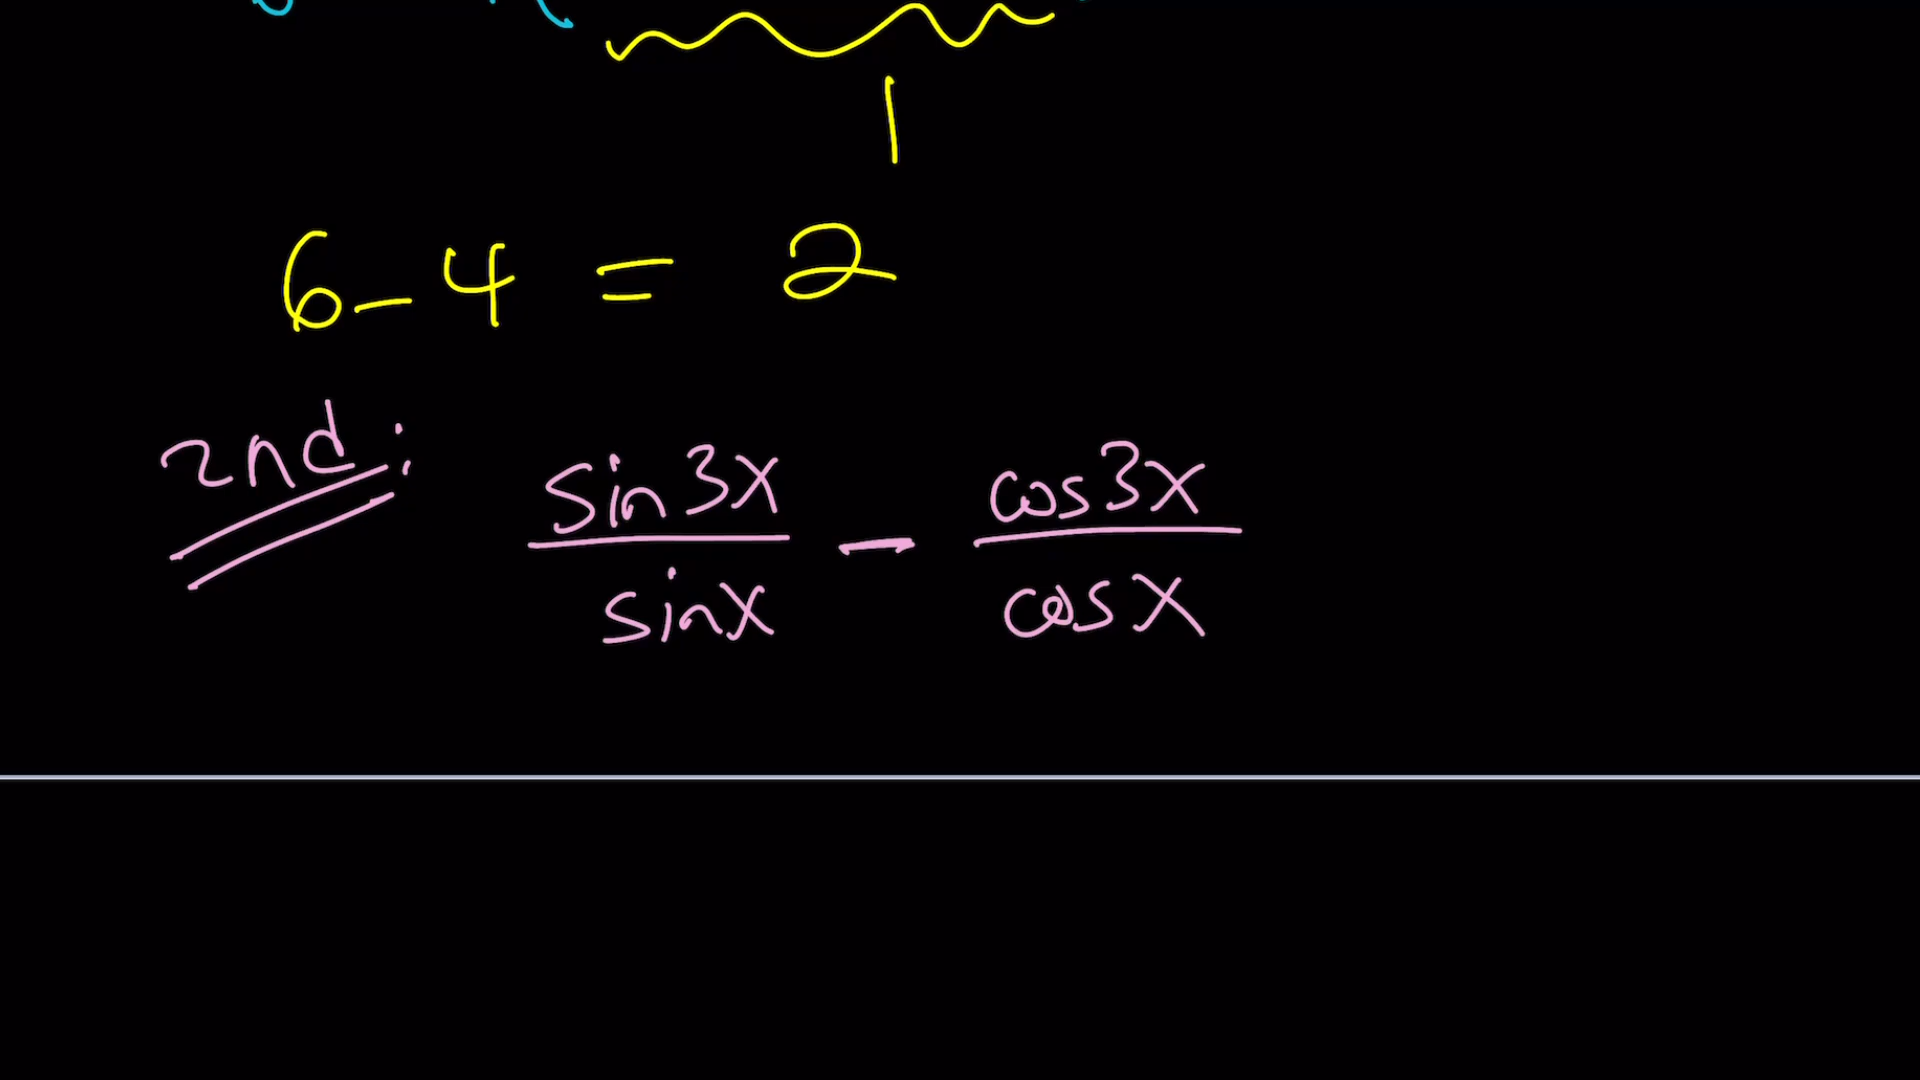 1
6 - 4 = 2
2nd: sin3x/sinx - cos3x/cosx